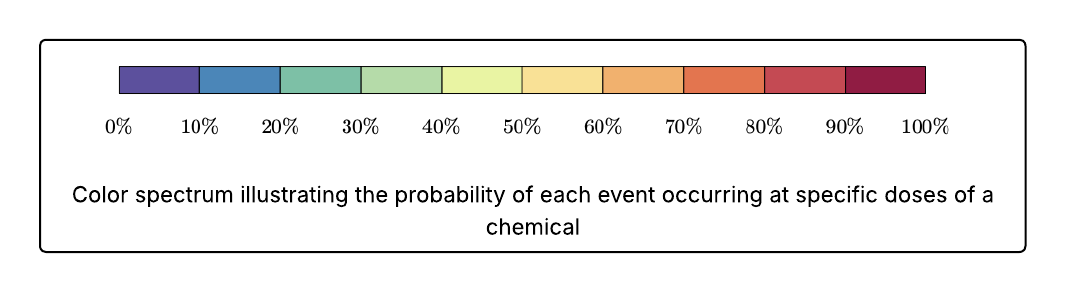 0% 10% 20% 30% 40% 50% 60% 70% 80% 90% 100%
Color spectrum illustrating the probability of each event occurring at specific doses of a
chemical